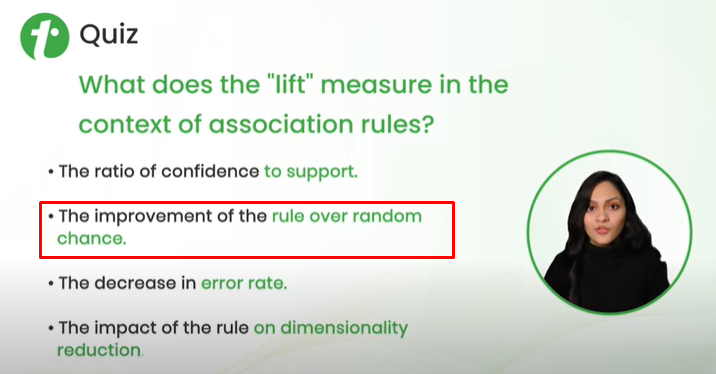 Quiz
What does the "lift" measure in the
context of association rules?
• The ratio of confidence to support.
• The improvement of the rule over random
chance.
• The decrease in error rate.
• The impact of the rule on dimensionality
reduction.